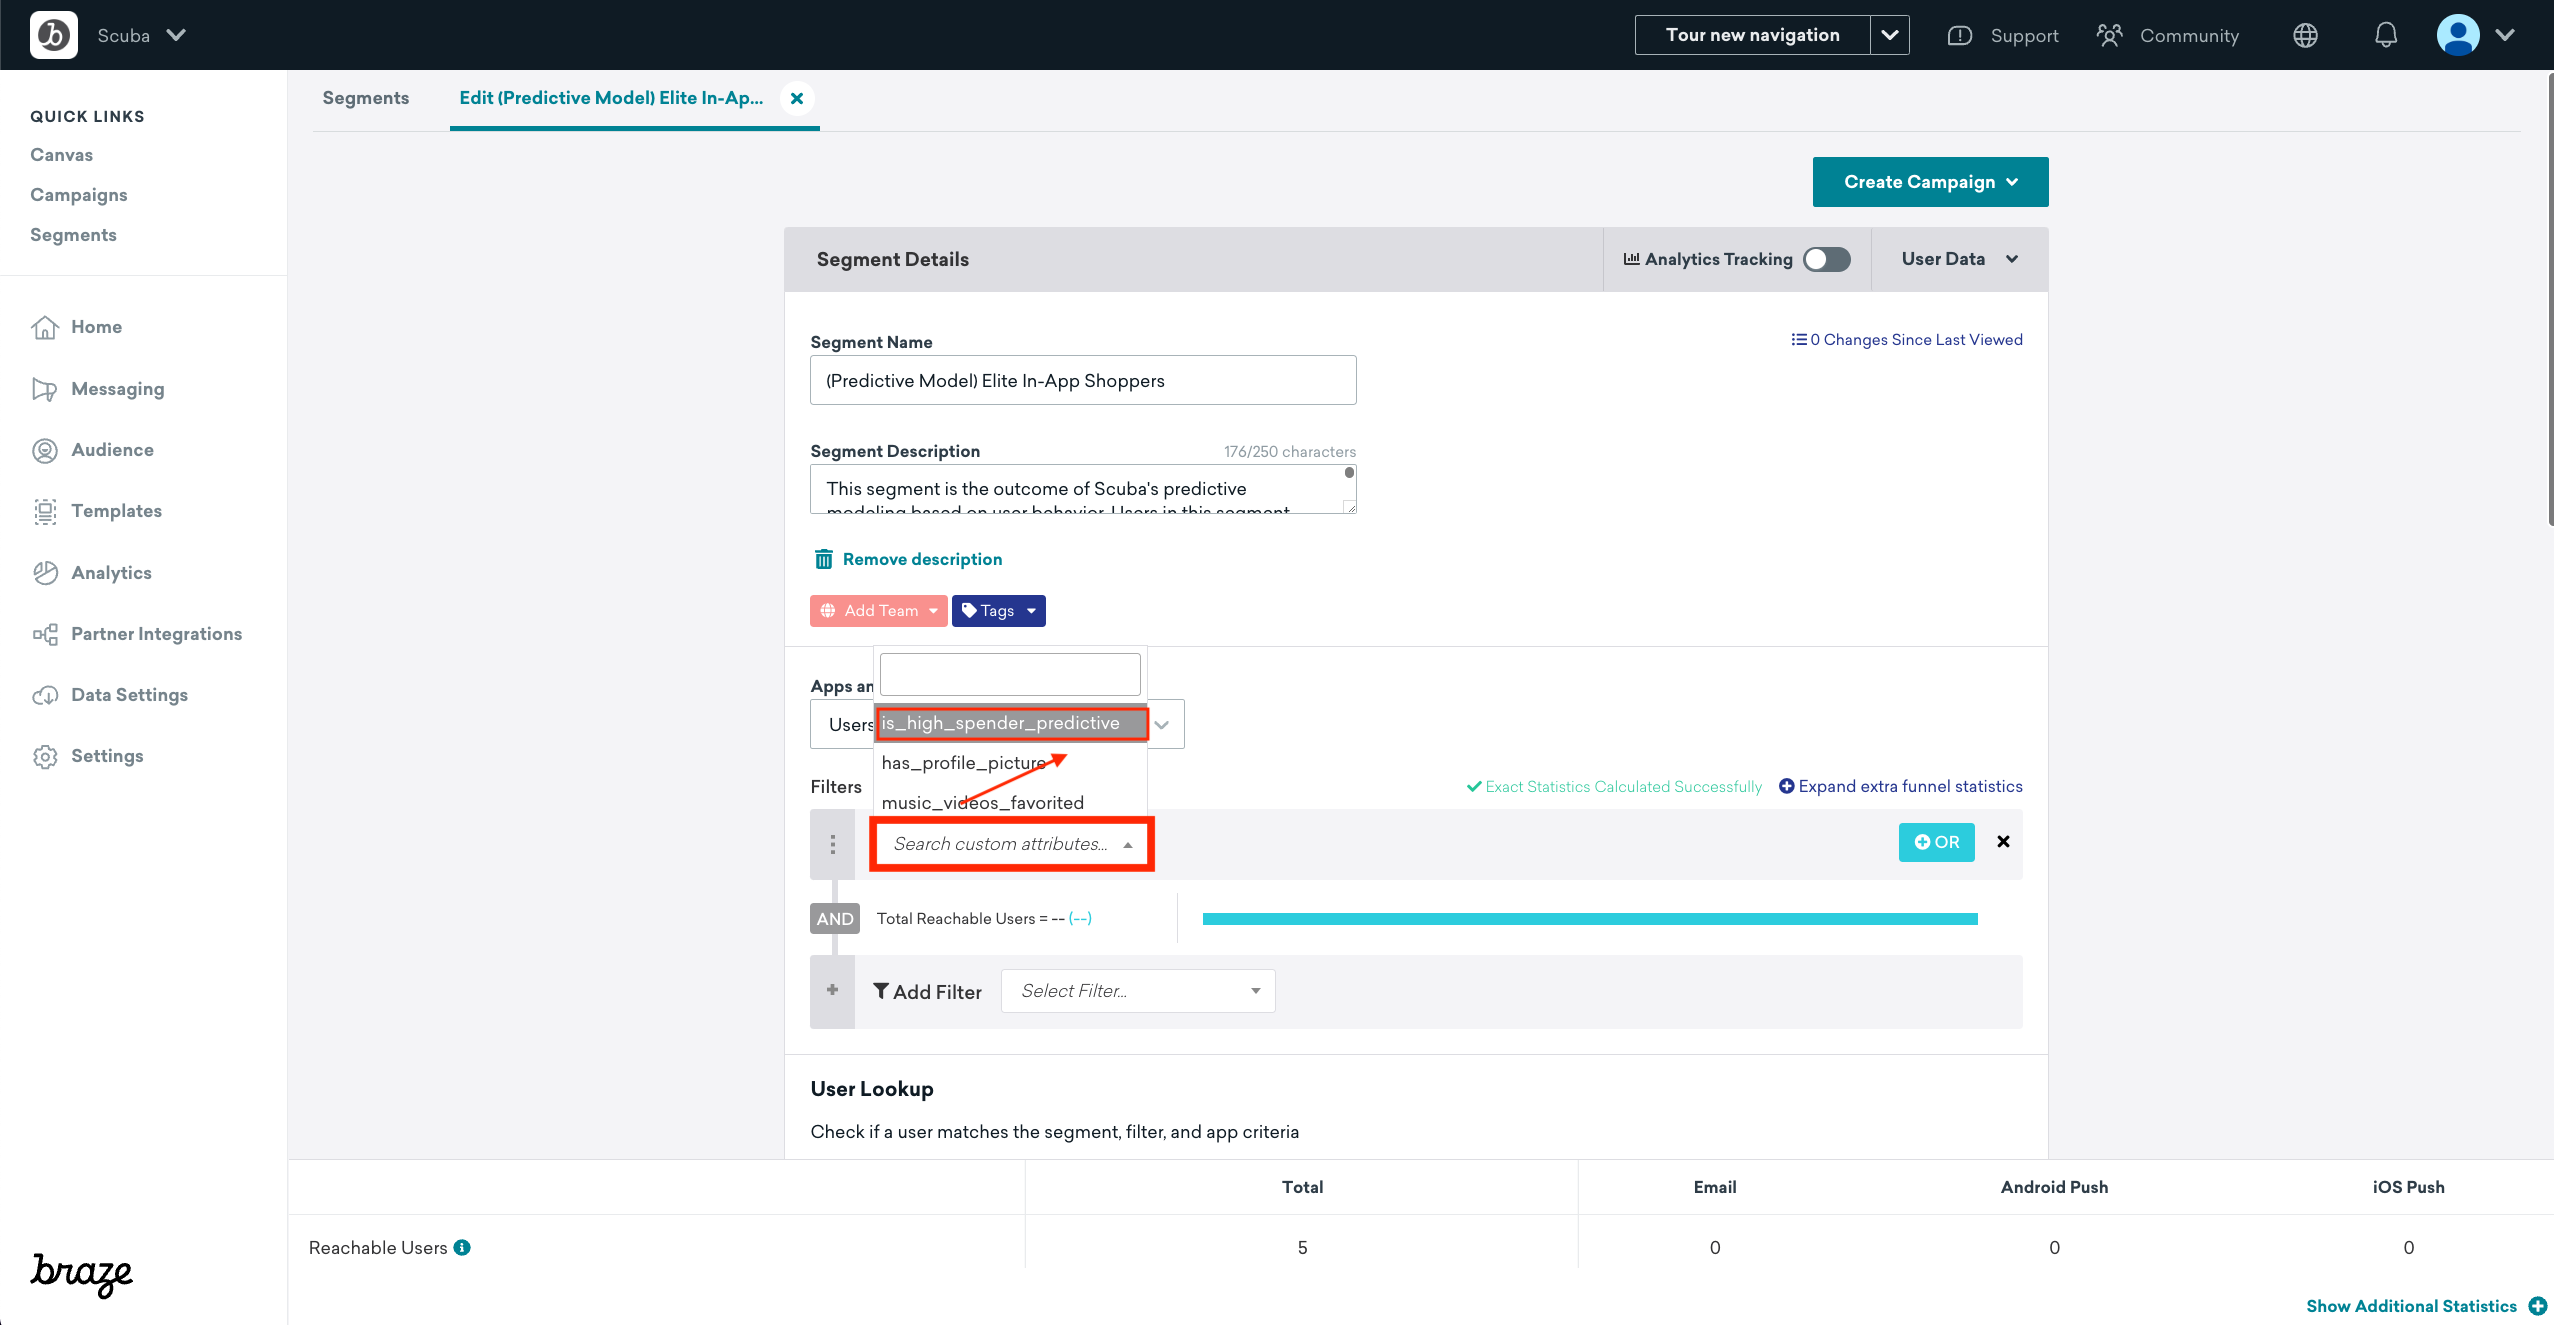 Scuba
Tour new navigation
Support
Community
QUICK LINKS
Canvas
Campaigns
Segments
Home
Messaging
Audience
Templates
Analytics
Partner Integrations
Data Settings
Settings
braze
Segments
Edit (Predictive Model) Elite In-Ap...
Create Campaign
Segment Details
Analytics Tracking
User Data
Segment Name
0 Changes Since Last Viewed
(Predictive Model) Elite In-App Shoppers
Segment Description
176/250 characters
This segment is the outcome of Scuba's predictive
modeling based on user behavior. Users in this segment
Remove description
Add Team
Tags
Apps an
Users
is_high_spender_predictive
has_profile_picture
music_videos_favorited
Filters
Exact Statistics Calculated Successfully
Expand extra funnel statistics
Search custom attributes...
OR
AND
Total Reachable Users = -- (--)
Add Filter
Select Filter...
User Lookup
Check if a user matches the segment, filter, and app criteria
Total
Email
Android Push
iOS Push
Reachable Users
5
0
0
0
Show Additional Statistics